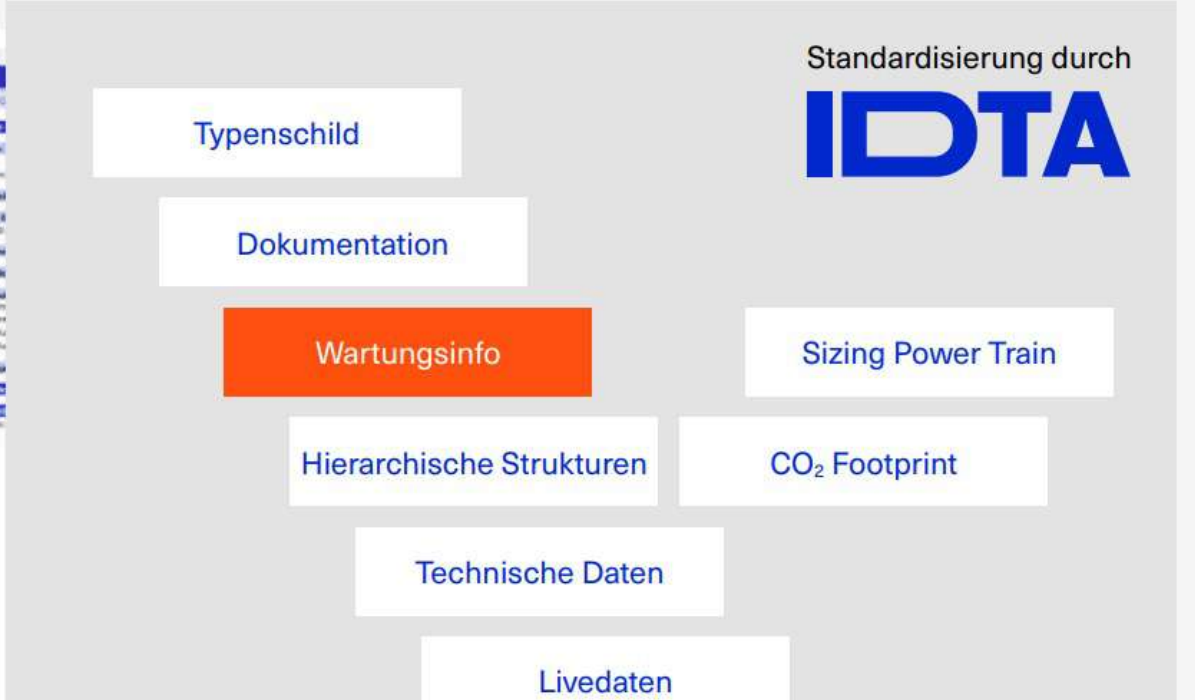 Standardisierung durch
IDTA
Typenschild
Dokumentation
Wartungsinfo
Sizing Power Train
Hierarchische Strukturen
CO₂ Footprint
Technische Daten
Livedaten